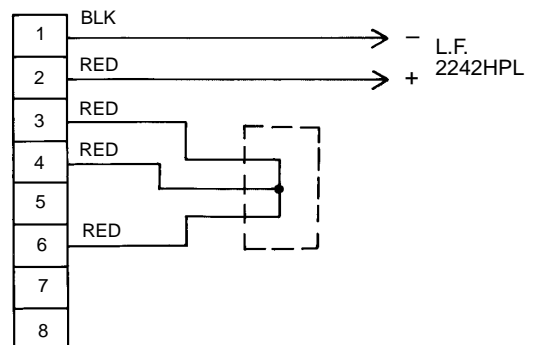 1 BLK
− L.F.
2 RED
+ 2242HPL
3 RED
4 RED
5
6 RED
7
8